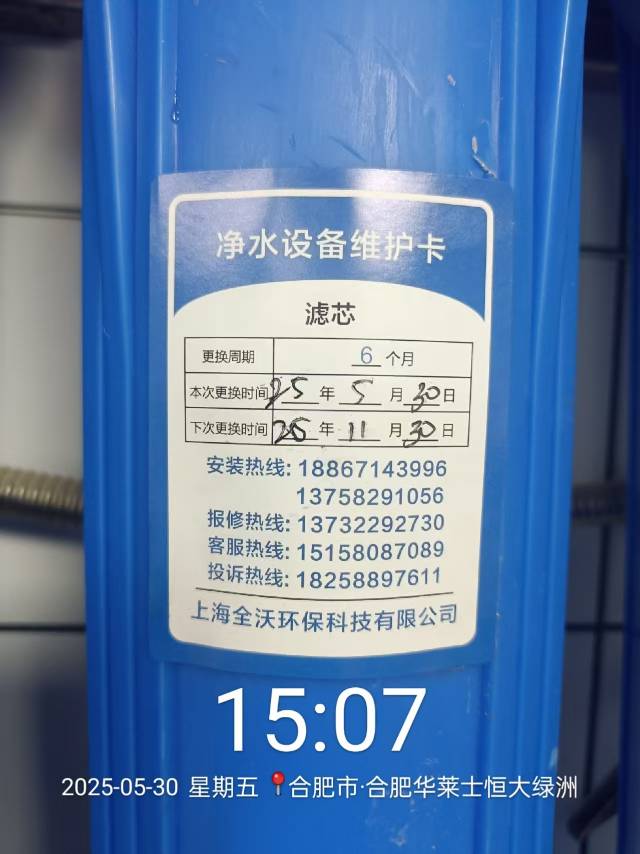 净水设备维护卡
滤芯
更换周期 6 个月
本次更换时间 25 年 5 月 30 日
下次更换时间 25 年 11 月 30 日
安装热线: 18867143996
13758291056
报修热线: 13732292730
客服热线: 15158087089
投诉热线: 18258897611
上海全沃环保科技有限公司
15:07
2025-05-30 星期五 📍合肥市·合肥华莱士恒大绿洲